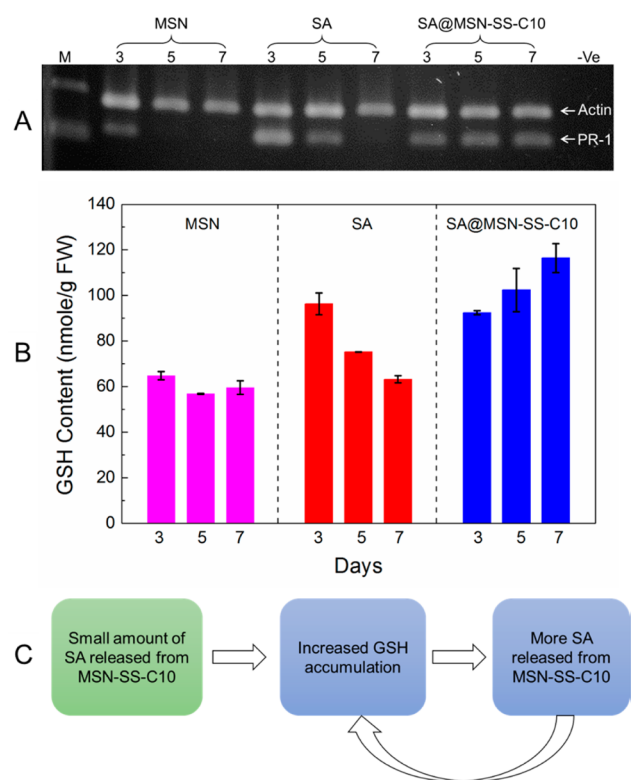 MSN SA SA@MSN-SS-C10
M 3 5 7 3 5 7 3 5 7 -Ve
A
Actin
PR-1
B
140
120
100
80
60
40
20
0
GSH Content (nmole/g FW)
MSN SA SA@MSN-SS-C10
3 5 7 3 5 7 3 5 7
Days
C
Small amount of
SA released from
MSN-SS-C10
Increased GSH
accumulation
More SA
released from
MSN-SS-C10